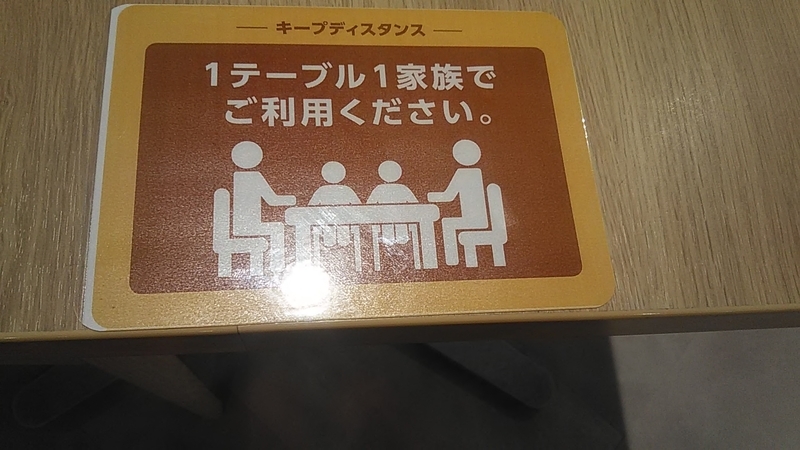 キープディスタンス
1テーブル1家族で
ご利用ください。